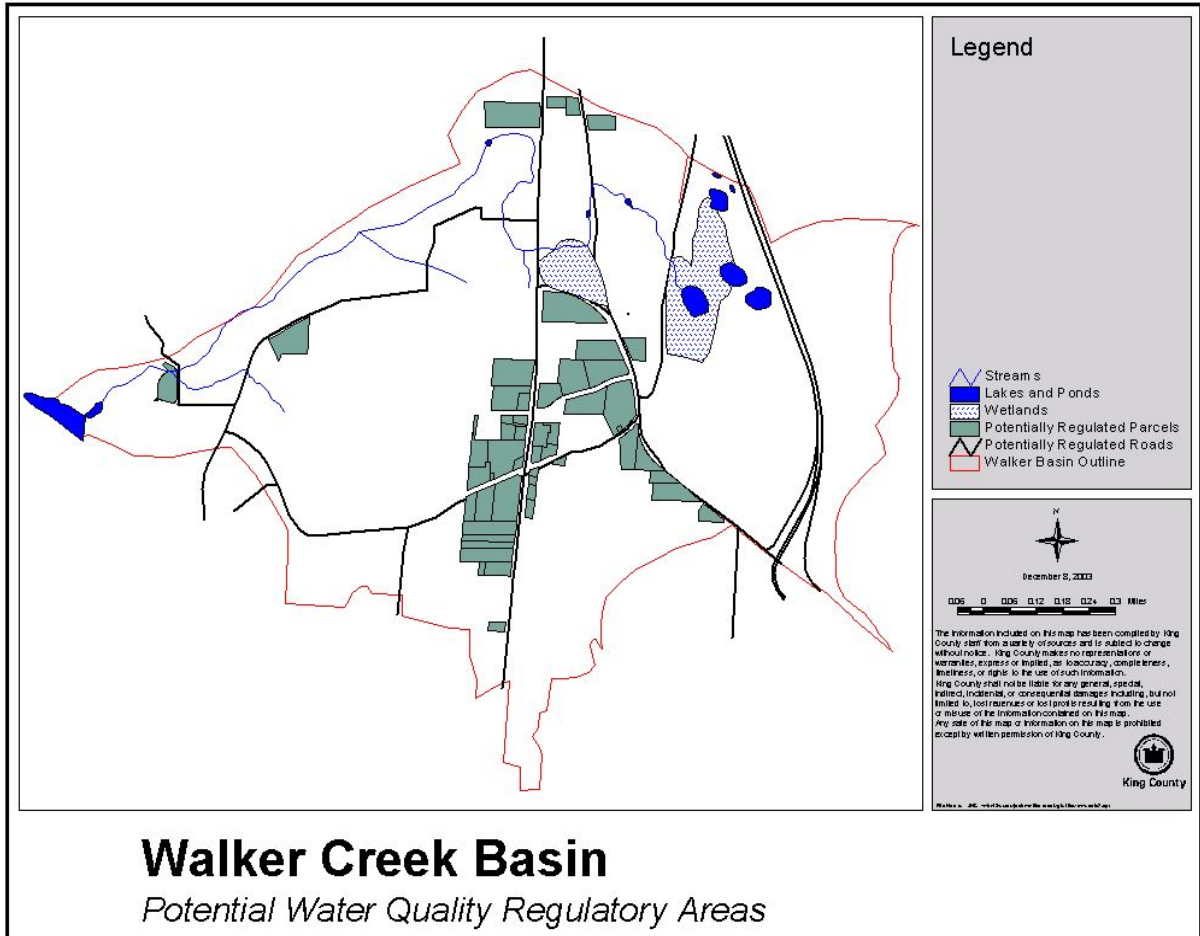 Legend
Streams
Lakes and Ponds
Wetlands
Potentially Regulated Parcels
Potentially Regulated Roads
Walker Basin Outline
N
December 8, 2003
0.06 0 0.06 0.12 0.18 0.24 0.3 Miles
The information included on this map has been compiled by King
County staff from a variety of sources and is subject to change
without notice. King County makes no representations or
warranties, express or implied, as to accuracy, completeness,
timeliness, or rights to the use of such information.
King County shall not be liable for any general, special,
indirect, incidental, or consequential damages including, but not
limited to, lost revenues or lost profits resulting from the use
or misuse of the information contained on this map.
Any sale of this map or information on this map is prohibited
except by written permission of King County.
King County
Walker Creek Basin
Potential Water Quality Regulatory Areas